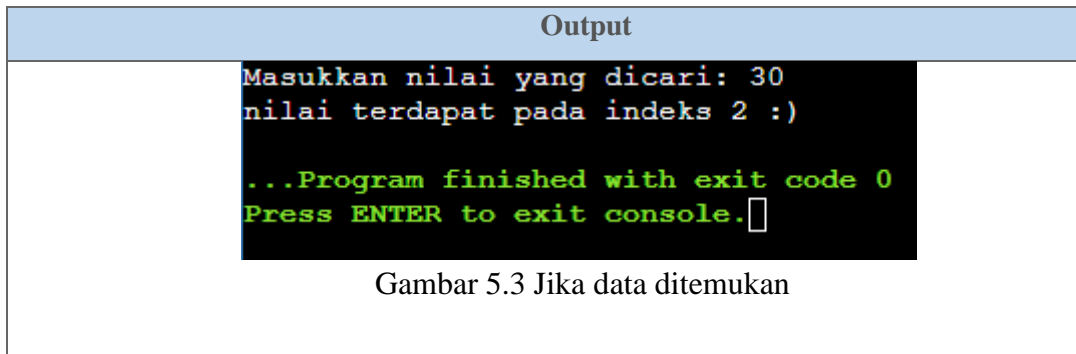 Output
Masukkan nilai yang dicari: 30
nilai terdapat pada indeks 2 :)
...Program finished with exit code 0
Press ENTER to exit console.
Gambar 5.3 Jika data ditemukan